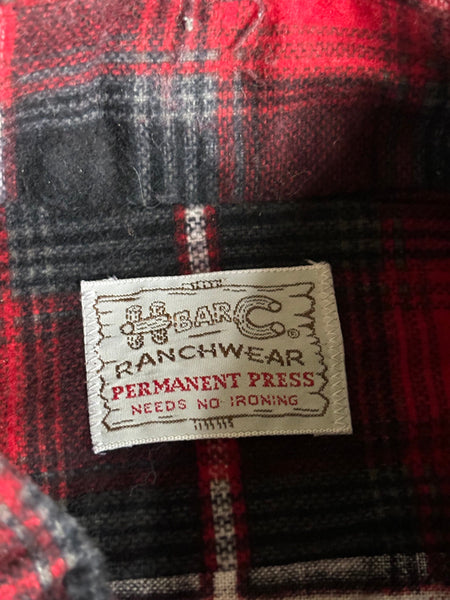 H BAR C®
RANCHWEAR
PERMANENT PRESS
NEEDS NO IRONING